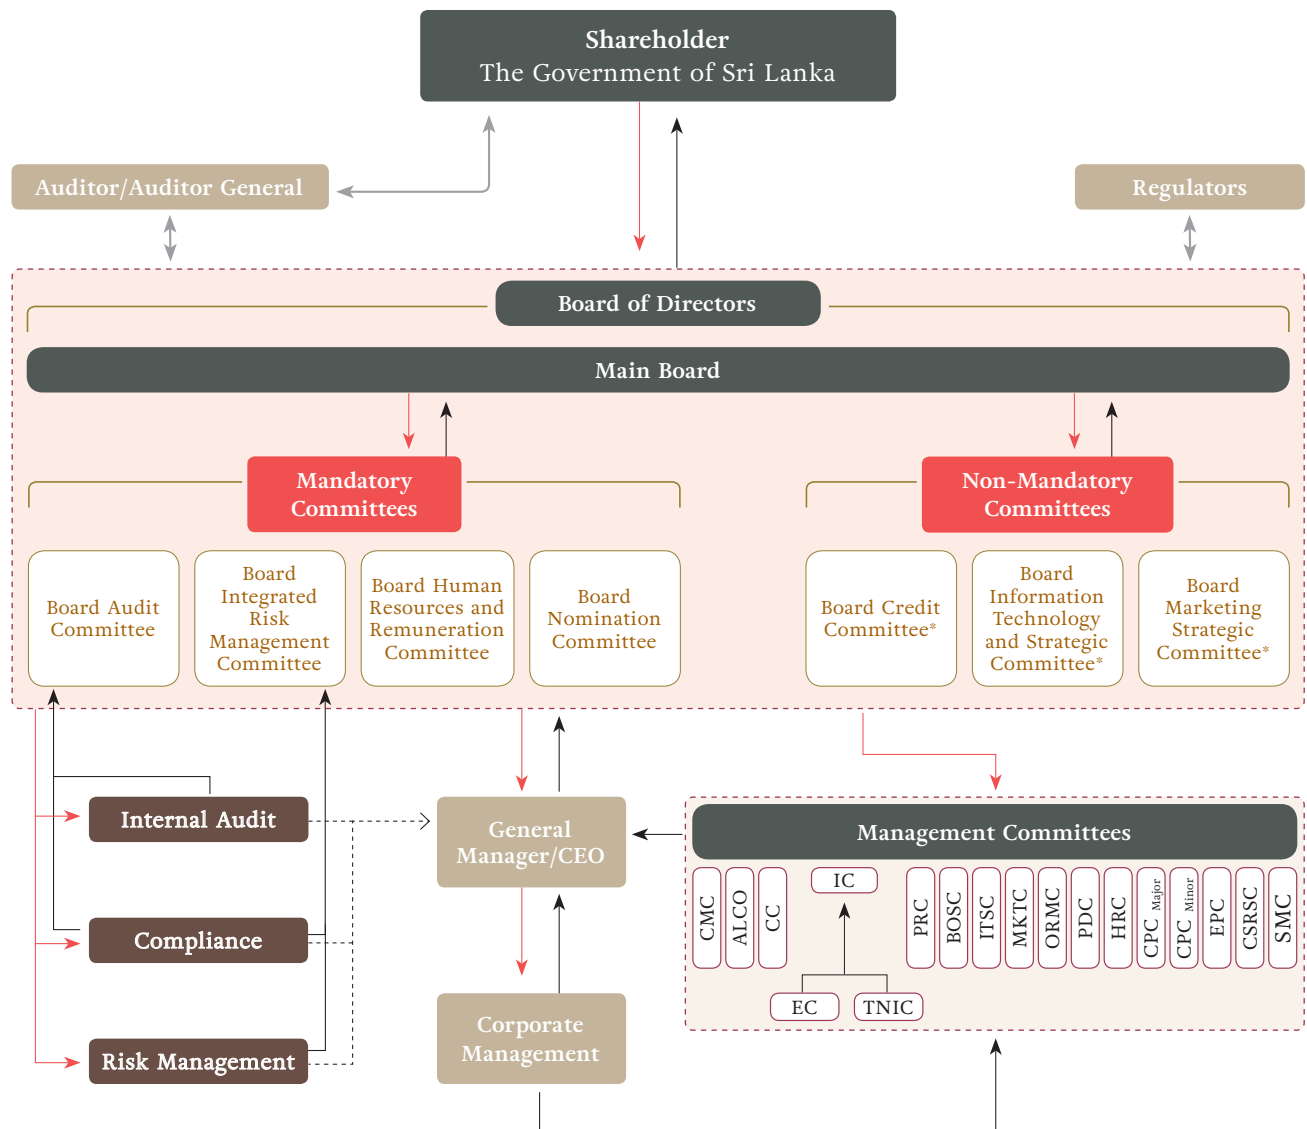 Shareholder
The Government of Sri Lanka
Auditor/Auditor General
Regulators
Board of Directors
Main Board
Mandatory
Committees
Non-Mandatory
Committees
Board Audit
Committee
Board
Integrated
Risk
Management
Committee
Board Human
Resources and
Remuneration
Committee
Board
Nomination
Committee
Board Credit
Committee*
Board
Information
Technology
and Strategic
Committee*
Board
Marketing
Strategic
Committee*
Internal Audit
Compliance
Risk Management
General
Manager/CEO
Corporate
Management
Management Committees
CMC
ALCO
CC
IC
EC
TNIC
PRC
BOSC
ITSC
MKTC
ORMC
PDC
HRC
CPC Major
CPC Minor
EPC
CSRSC
SMC